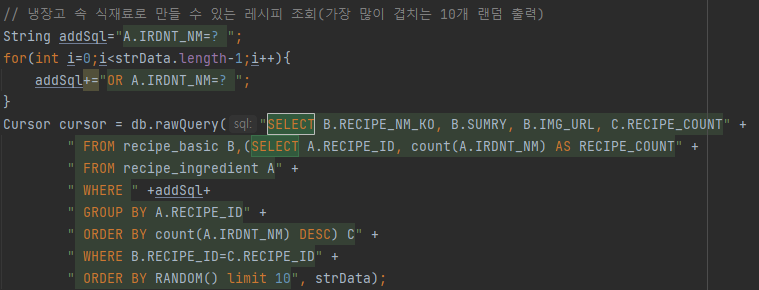 // 냉장고 속 식재료로 만들 수 있는 레시피 조회(가장 많이 겹치는 10개 랜덤 출력)
String addSql="A.IRDNT_NM=? ";
for(int i=0;i<strData.length-1;i++){
    addSql+="OR A.IRDNT_NM=? ";
}
Cursor cursor = db.rawQuery( sql: "SELECT B.RECIPE_NM_KO, B.SUMRY, B.IMG_URL, C.RECIPE_COUNT" +
        " FROM recipe_basic B,(SELECT A.RECIPE_ID, count(A.IRDNT_NM) AS RECIPE_COUNT" +
        " FROM recipe_ingredient A" +
        " WHERE " +addSql+
        " GROUP BY A.RECIPE_ID" +
        " ORDER BY count(A.IRDNT_NM) DESC) C" +
        " WHERE B.RECIPE_ID=C.RECIPE_ID" +
        " ORDER BY RANDOM() limit 10", strData);